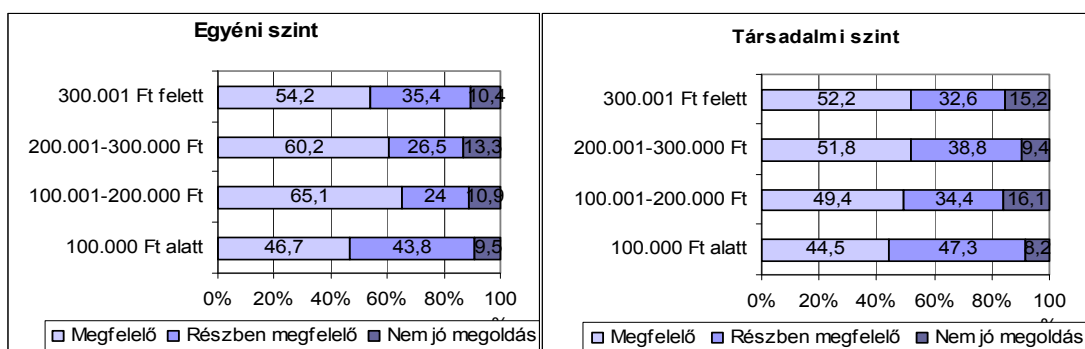 Egyéni szint
300.001 Ft felett 54,2 35,4 10,4
200.001-300.000 Ft 60,2 26,5 13,3
100.001-200.000 Ft 65,1 24 10,9
100.000 Ft alatt 46,7 43,8 9,5
0% 20% 40% 60% 80% 100
%
Megfelelő Részben megfelelő Nem jó megoldás
Társadalmi szint
300.001 Ft felett 52,2 32,6 15,2
200.001-300.000 Ft 51,8 38,8 9,4
100.001-200.000 Ft 49,4 34,4 16,1
100.000 Ft alatt 44,5 47,3 8,2
0% 20% 40% 60% 80% 100
%
Megfelelő Részben megfelelő Nem jó megoldás